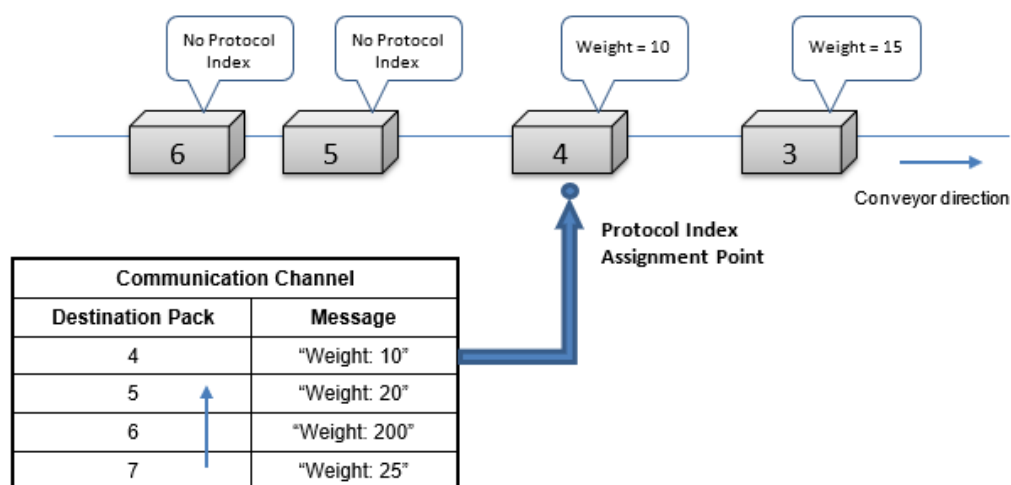 No Protocol
Index
No Protocol
Index
Weight = 10
Weight = 15
6
5
4
3
Conveyor direction
Protocol Index
Assignment Point
Communication Channel
Destination Pack Message
4 “Weight: 10”
5 “Weight: 20”
6 “Weight: 200”
7 “Weight: 25”